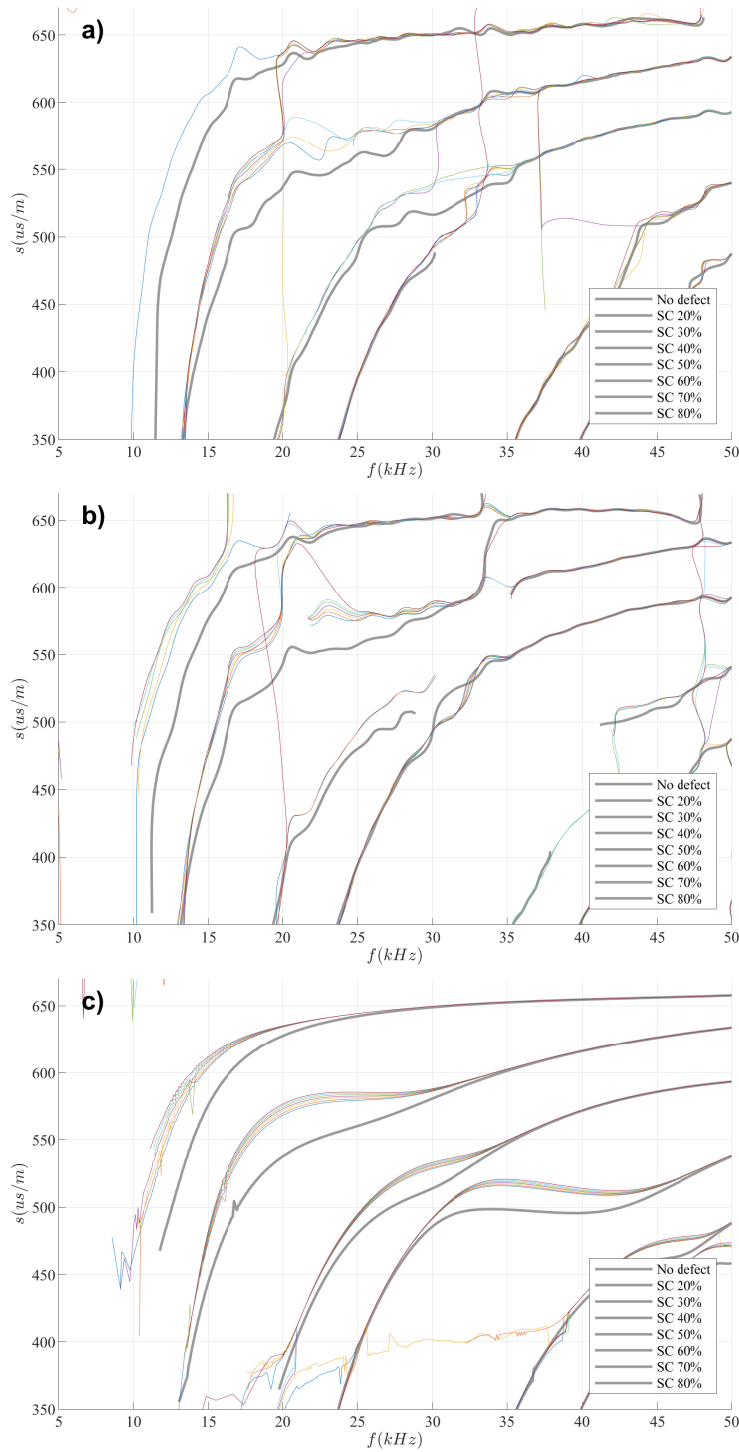 a)
650
600
550
500
450
400
350
s(us/m)
No defect
SC 20%
SC 30%
SC 40%
SC 50%
SC 60%
SC 70%
SC 80%
5 10 15 20 25 30 35 40 45 50
f(kHz)
b)
650
600
550
500
450
400
350
s(us/m)
No defect
SC 20%
SC 30%
SC 40%
SC 50%
SC 60%
SC 70%
SC 80%
5 10 15 20 25 30 35 40 45 50
f(kHz)
c)
650
600
550
500
450
400
350
s(us/m)
No defect
SC 20%
SC 30%
SC 40%
SC 50%
SC 60%
SC 70%
SC 80%
5 10 15 20 25 30 35 40 45 50
f(kHz)